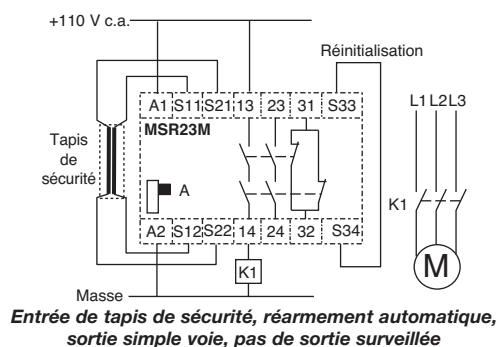 +110 V c.a.
Réinitialisation
A1 S11 S21 13 23 31 S33
MSR23M
L1 L2 L3
Tapis
de
sécurité
A
K1
A2 S12 S22 14 24 32 S34
K1
M
Masse
Entrée de tapis de sécurité, réarmement automatique,
sortie simple voie, pas de sortie surveillée